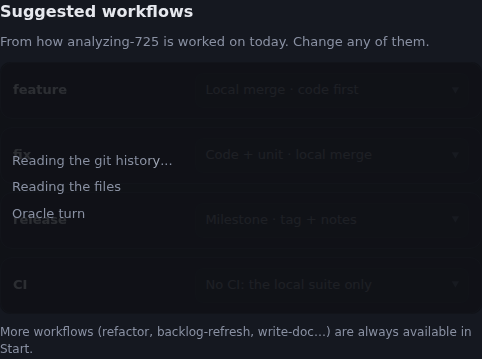 Suggested workflows
From how analyzing-725 is worked on today. Change any of them.
feature Local merge · code first
fix Code + unit · local merge
Reading the git history...
Reading the files
Oracle turn
release Milestone · tag + notes
CI No CI: the local suite only
More workflows (refactor, backlog-refresh, write-doc...) are always available in
Start.